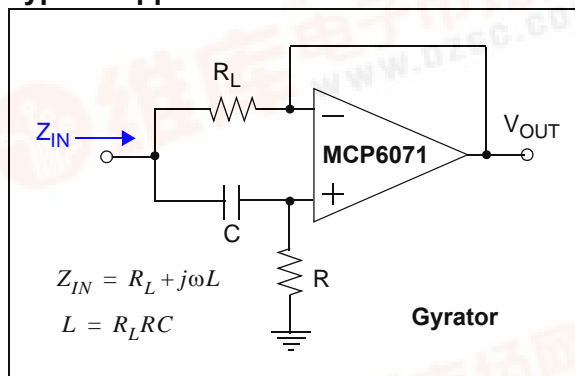 R_L
Z_IN
V_OUT
MCP6071
−
+
C
R
Z_IN = R_L + jωL
L = R_L RC
Gyrator